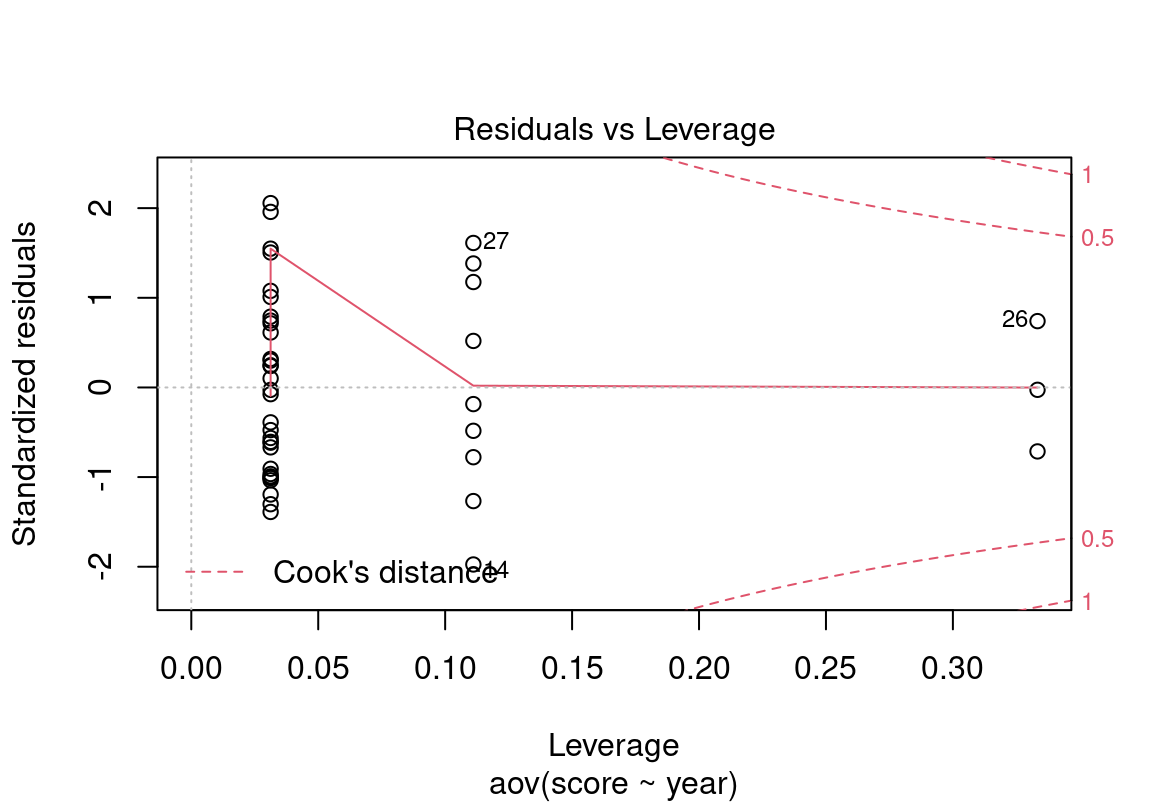 Residuals vs Leverage
Standardized residuals
2
1
0
-1
-2
27
26
14
1
0.5
0.5
1
Cook's distance
0.00 0.05 0.10 0.15 0.20 0.25 0.30
Leverage
aov(score ~ year)